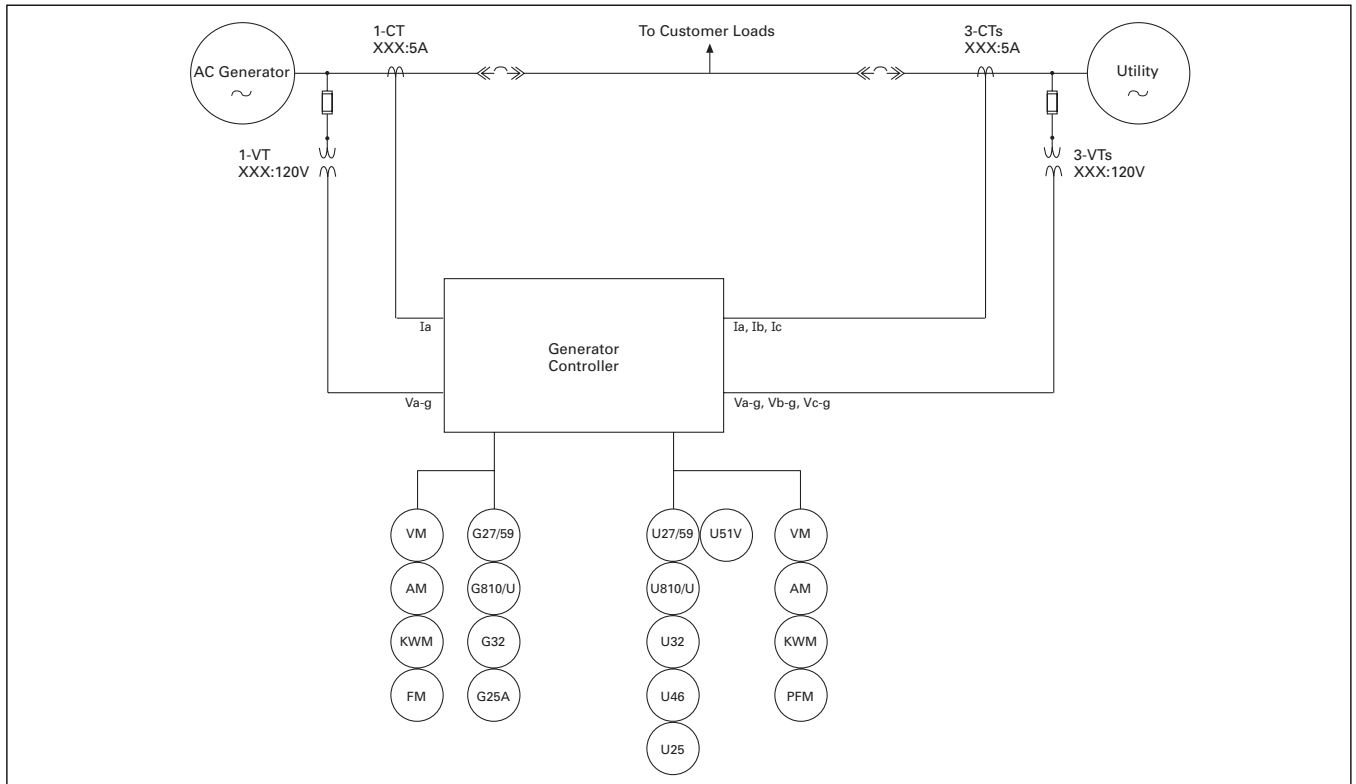 1-CT
XXX:5A
To Customer Loads
3-CTs
XXX:5A
AC Generator
Utility
1-VT
XXX:120V
3-VTs
XXX:120V
Ia
Ia, Ib, Ic
Generator
Controller
Va-g
Va-g, Vb-g, Vc-g
VM
G27/59
U27/59
U51V
VM
AM
G810/U
U810/U
AM
KWM
G32
U32
KWM
FM
G25A
U46
PFM
U25